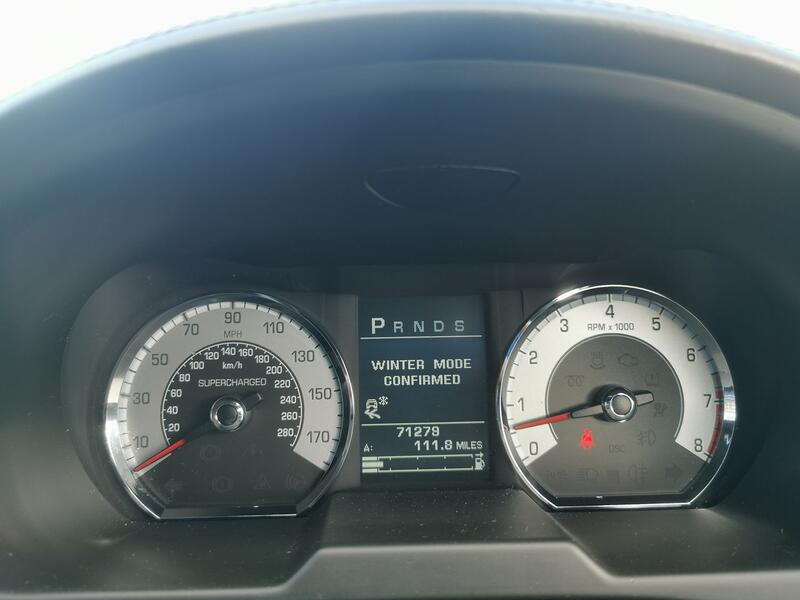 10 30 50 70 90 110 130 150 170
MPH
20 40 60 80 100 120 140 160 180 200 220 240 260 280
km/h
SUPERCHARGED
P R N D S
WINTER MODE
CONFIRMED
71279
A: 111.8 MILES
0 1 2 3 4 5 6 7 8
RPM x 1000
DSC